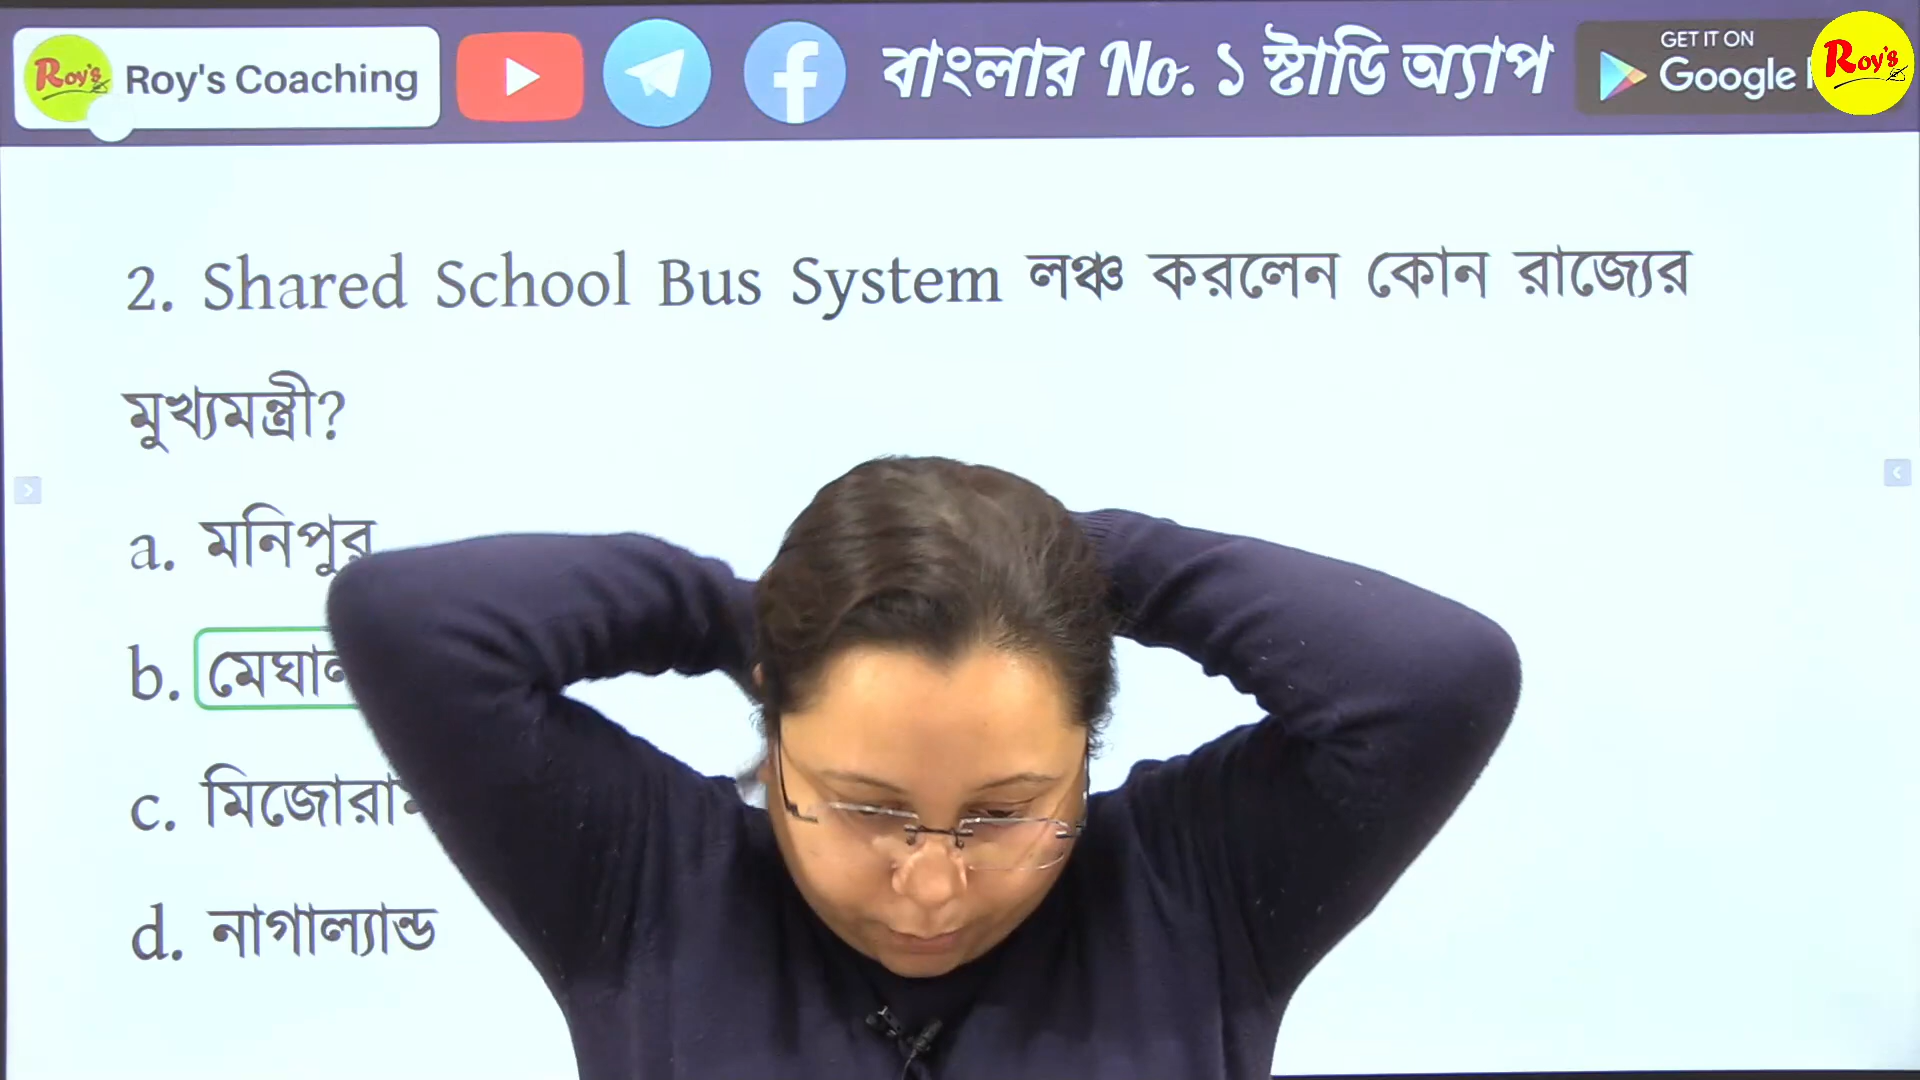 Roy's Roy's Coaching বাংলার No. ১ স্টাডি অ্যাপ GET IT ON Google Roy's
2. Shared School Bus System লঞ্চ করলেন কোন রাজ্যের
মুখ্যমন্ত্রী?
a. মনিপুর
b.
c.
d. নাগাল্যান্ড